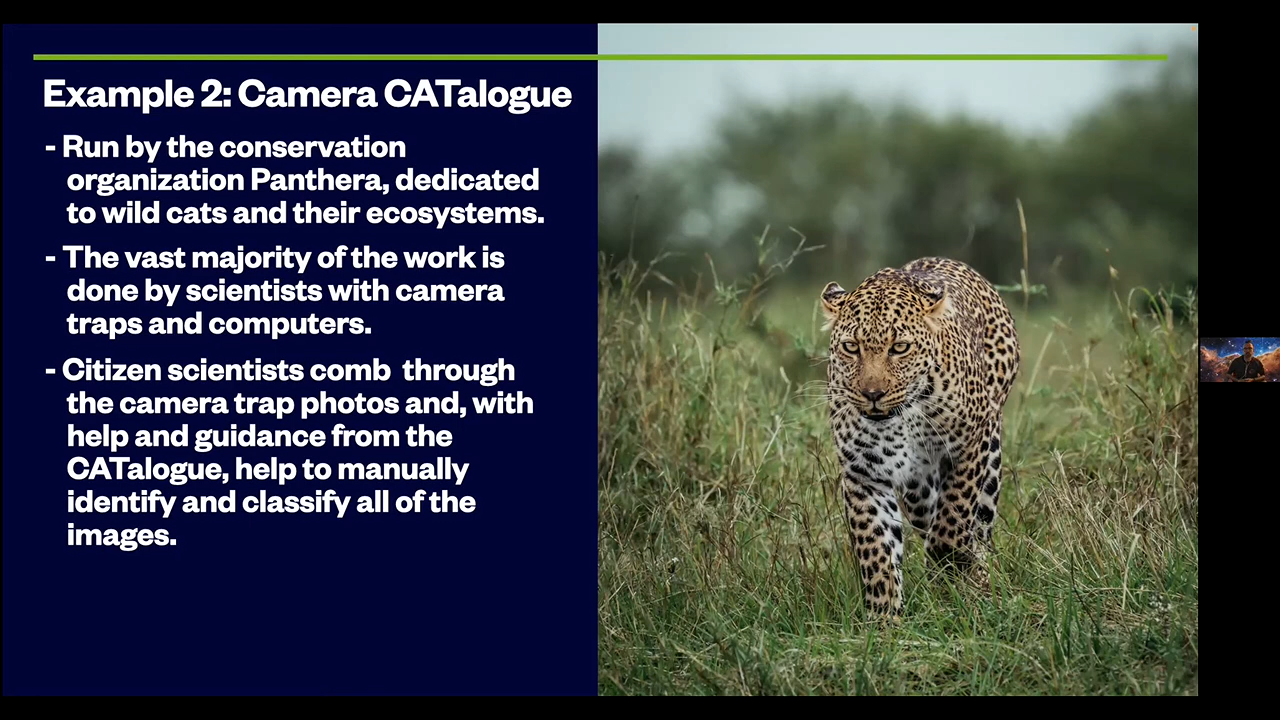 Example 2: Camera CATalogue
- Run by the conservation
organization Panthera, dedicated
to wild cats and their ecosystems.
- The vast majority of the work is
done by scientists with camera
traps and computers.
- Citizen scientists comb  through
the camera trap photos and, with
help and guidance from the
CATalogue, help to manually
identify and classify all of the
images.